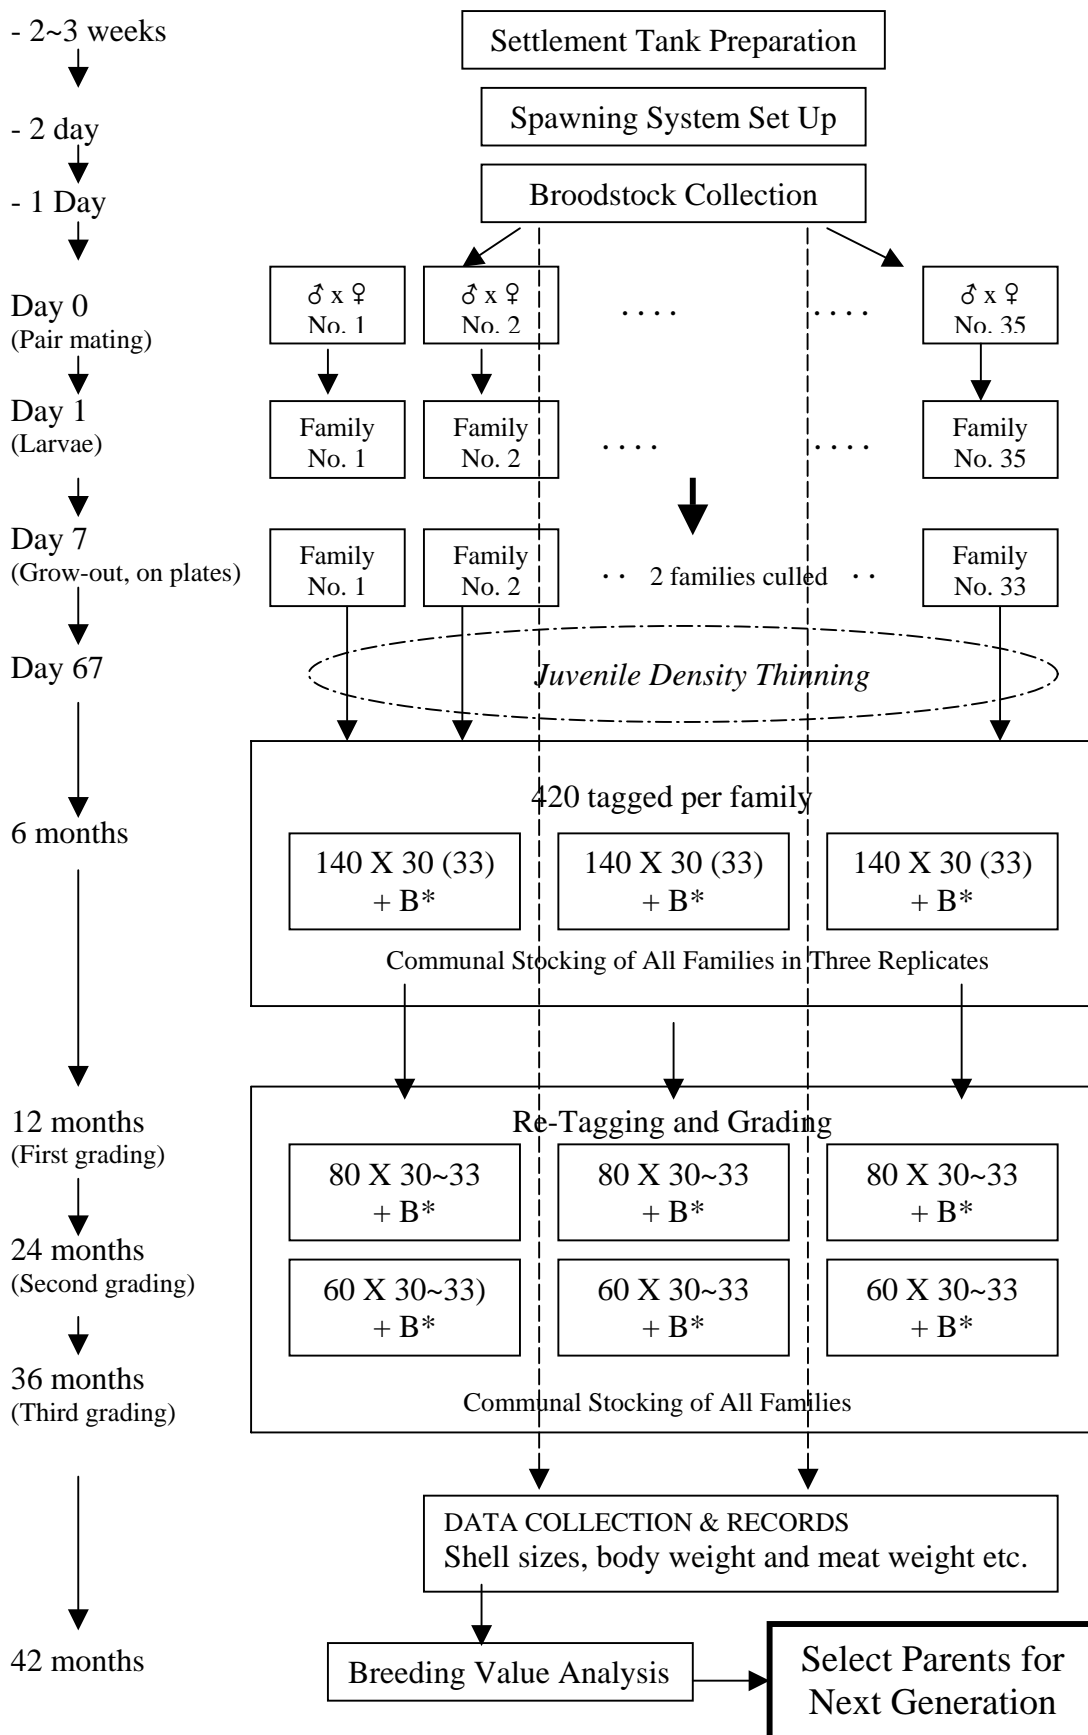 - 2~3 weeks
Settlement Tank Preparation
- 2 day
Spawning System Set Up
- 1 Day
Broodstock Collection
Day 0
(Pair mating)
♂ x ♀
No. 1
♂ x ♀
No. 2
. . . .
. . . .
♂ x ♀
No. 35
Day 1
(Larvae)
Family
No. 1
Family
No. 2
. . . .
. . . .
Family
No. 35
Day 7
(Grow-out, on plates)
Family
No. 1
Family
No. 2
. . 2 families culled . .
Family
No. 33
Day 67
Juvenile Density Thinning
6 months
420 tagged per family
140 X 30 (33)
+ B*
140 X 30 (33)
+ B*
140 X 30 (33)
+ B*
Communal Stocking of All Families in Three Replicates
12 months
(First grading)
Re-Tagging and Grading
80 X 30~33
+ B*
80 X 30~33
+ B*
80 X 30~33
+ B*
24 months
(Second grading)
60 X 30~33)
+ B*
60 X 30~33
+ B*
60 X 30~33
+ B*
36 months
(Third grading)
Communal Stocking of All Families
DATA COLLECTION & RECORDS
Shell sizes, body weight and meat weight etc.
42 months
Breeding Value Analysis
Select Parents for
Next Generation